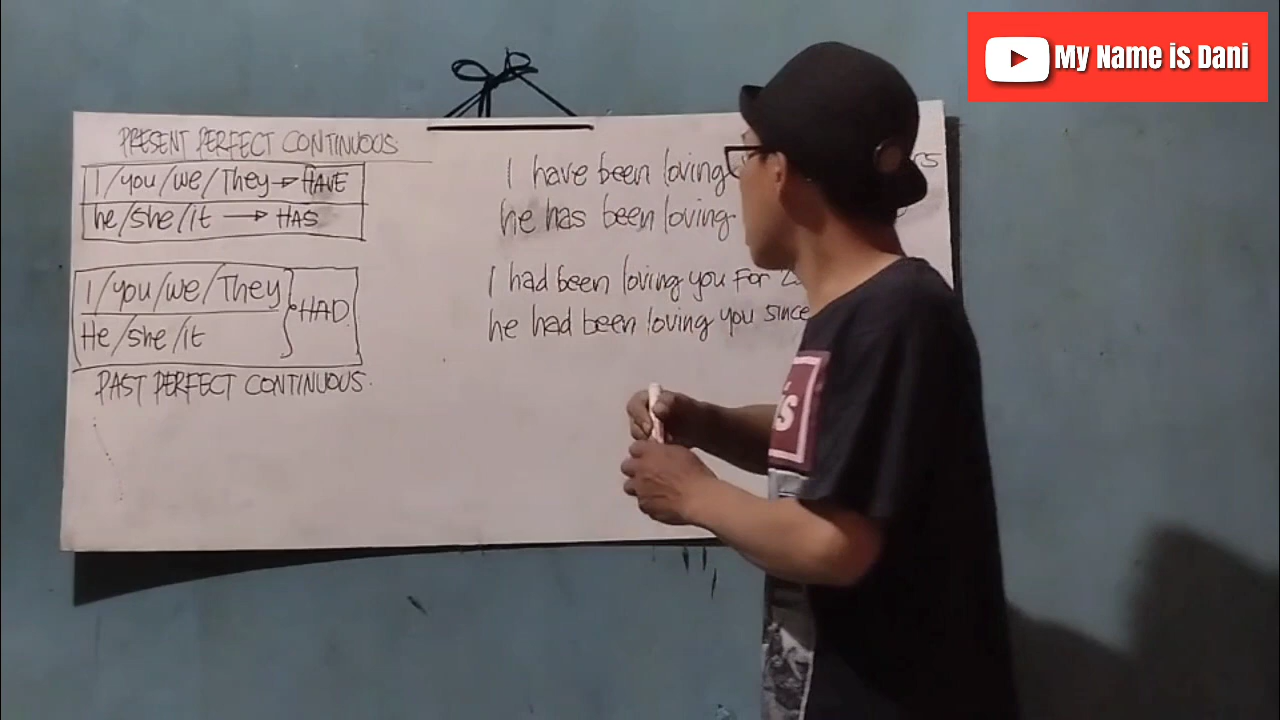 My Name is Dani
PRESENT PERFECT CONTINUOUS
I/you/we/They → HAVE
he/she/it → HAS
I/you/we/They
He/she/it
HAD
PAST PERFECT CONTINUOUS
I have been loving
he has been loving
I had been loving you For
he had been loving you since